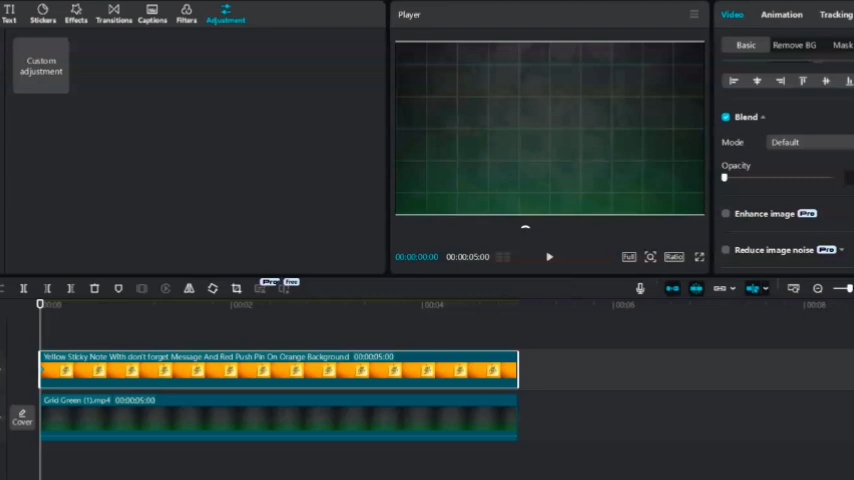 Text Stickers Effects Transitions Captions Filters Adjustment
Custom
adjustment
Player
00:00:00:00 00:00:05:00
Full Ratio
Video Animation Tracking
Basic Remove BG Mask
Blend
Mode Default
Opacity
Enhance image Pro
Reduce image noise Pro
Pro Free
00:00 00:02 00:04 00:06 00:08
Yellow Sticky Note With don't forget Message And Red Push Pin On Orange Background 00:00:05:00
Grid Green (1).mp4 00:00:05:00
Cover